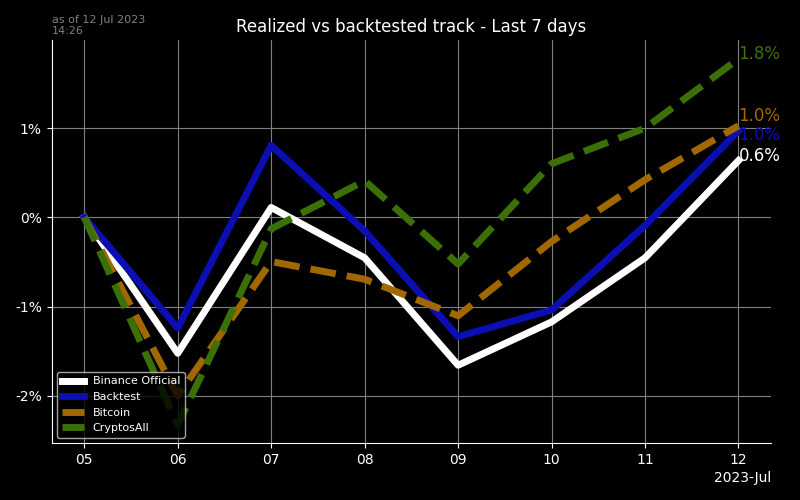 as of 12 Jul 2023
14:26
Realized vs backtested track - Last 7 days
1.8%
1.0%
1.0%
0.6%
1%
0%
-1%
-2%
Binance Official
Backtest
Bitcoin
CryptosAll
05 06 07 08 09 10 11 12
2023-Jul